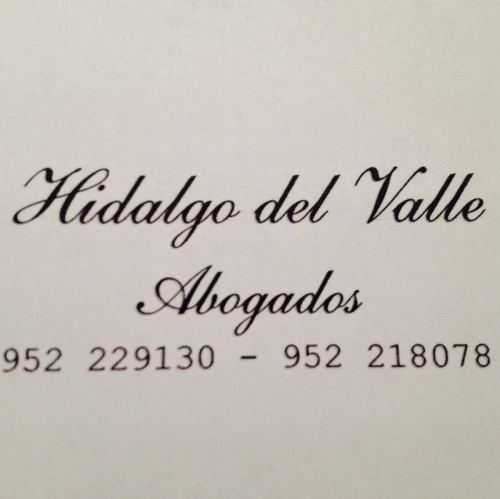 Hidalgo del Valle
Abogados
952 229130 - 952 218078